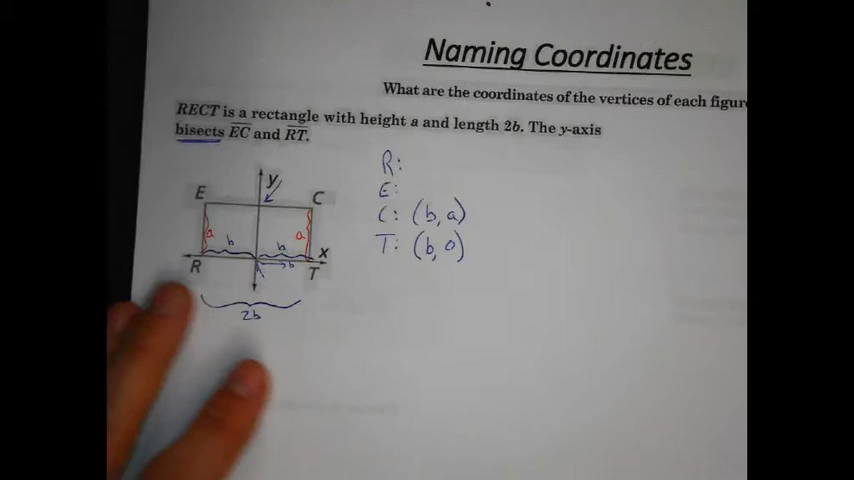 Naming Coordinates
What are the coordinates of the vertices of each figure
RECT is a rectangle with height a and length 2b. The y-axis
bisects EC and RT.
R:
E:
C: (b, a)
T: (b, 0)
y
E
C
a
b
b
a
x
R
b
T
2b